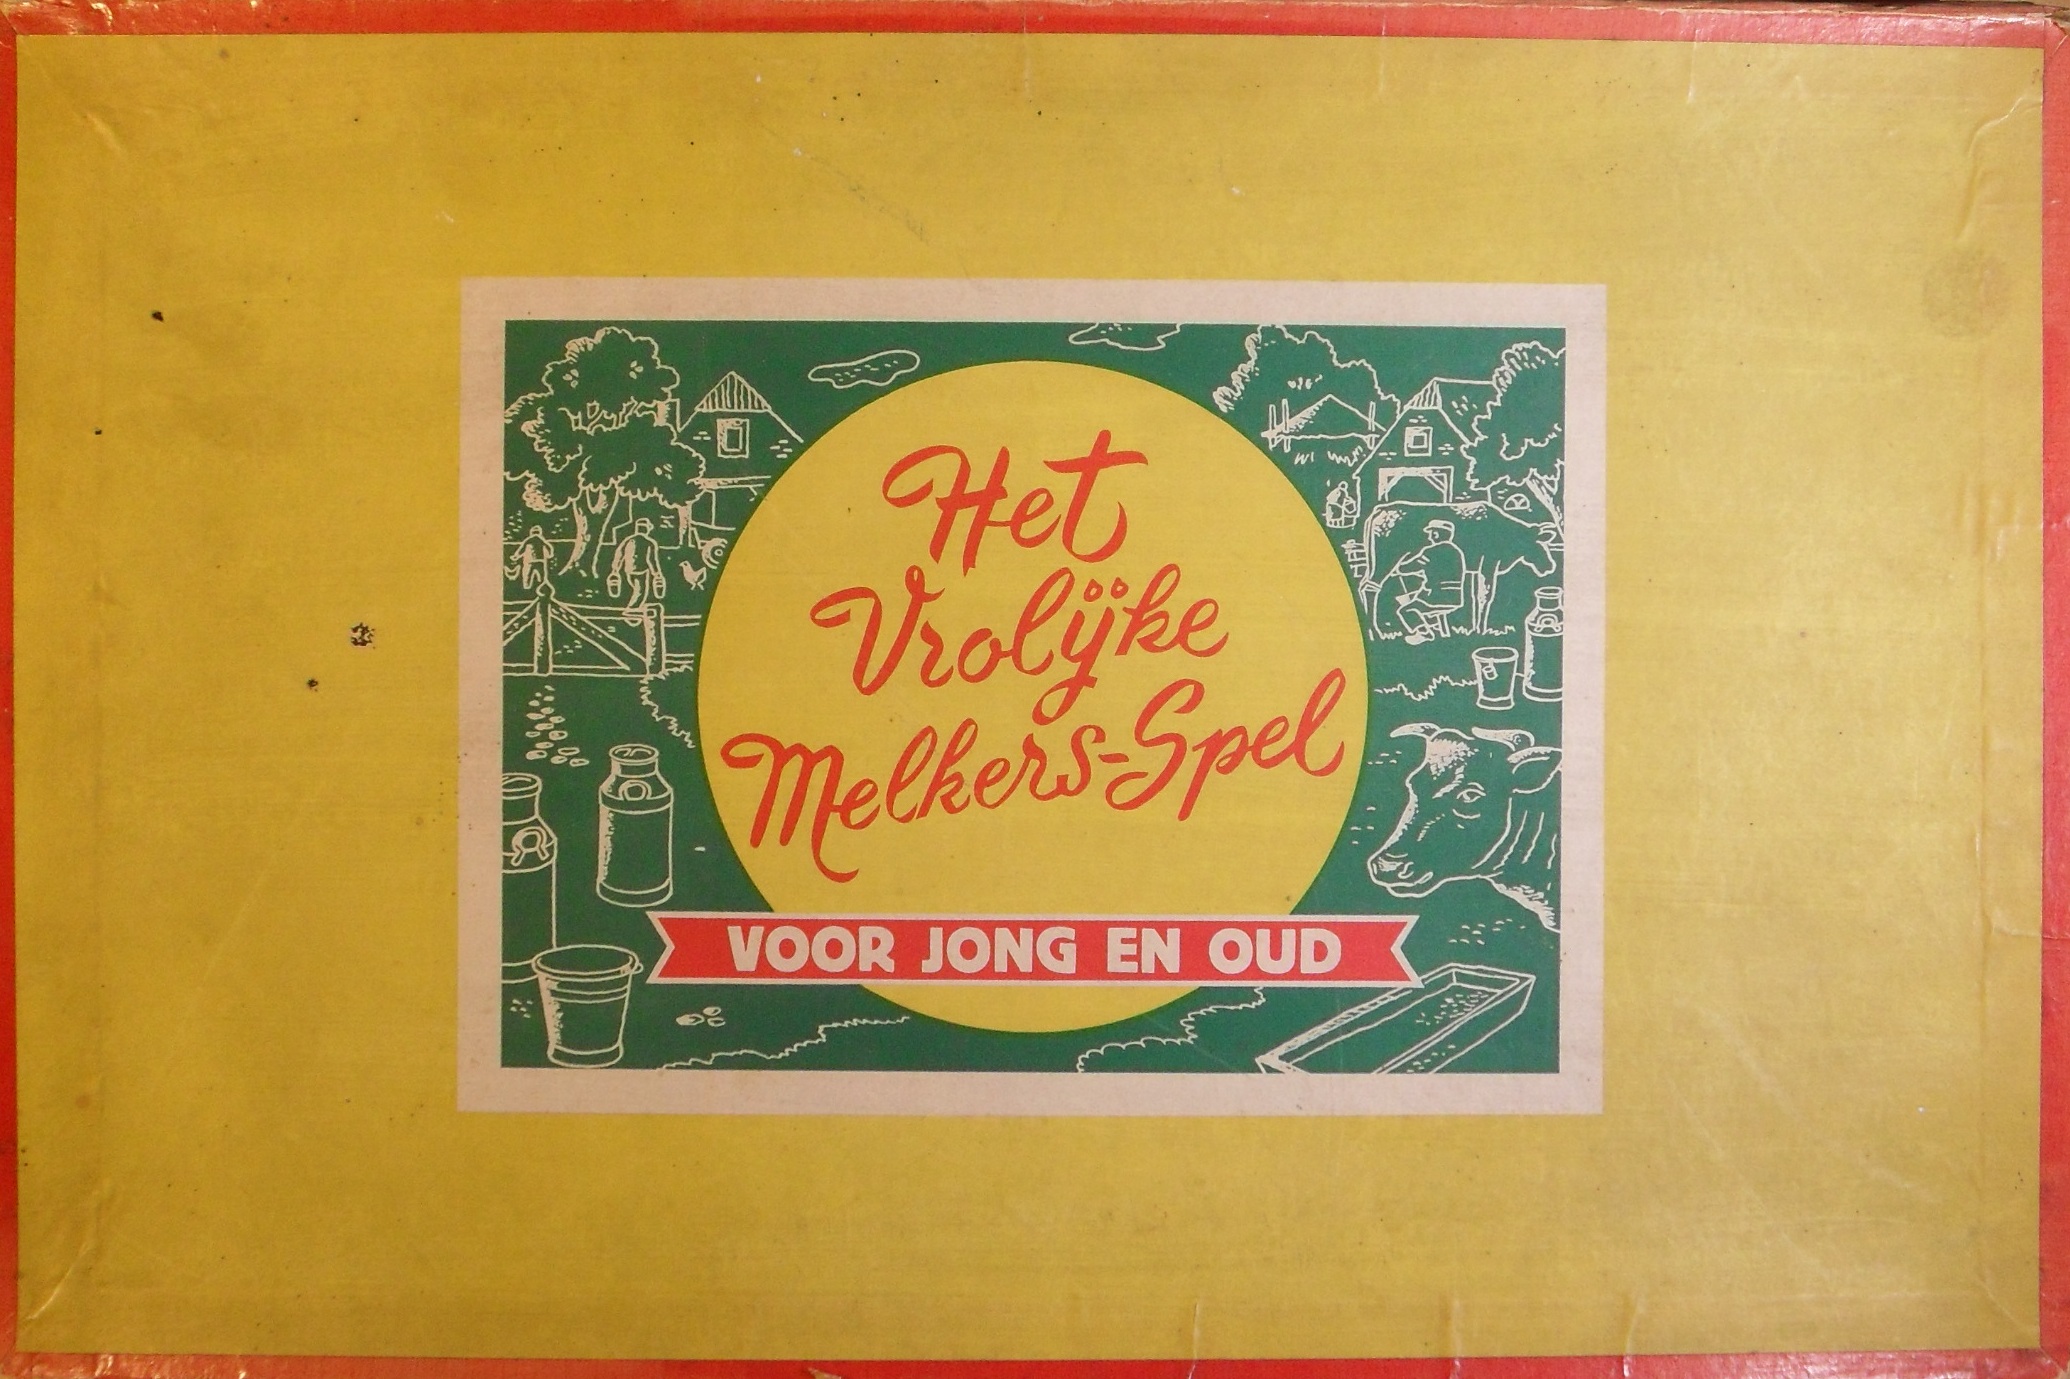 Het
Vrolijke
Melkers-Spel
VOOR JONG EN OUD